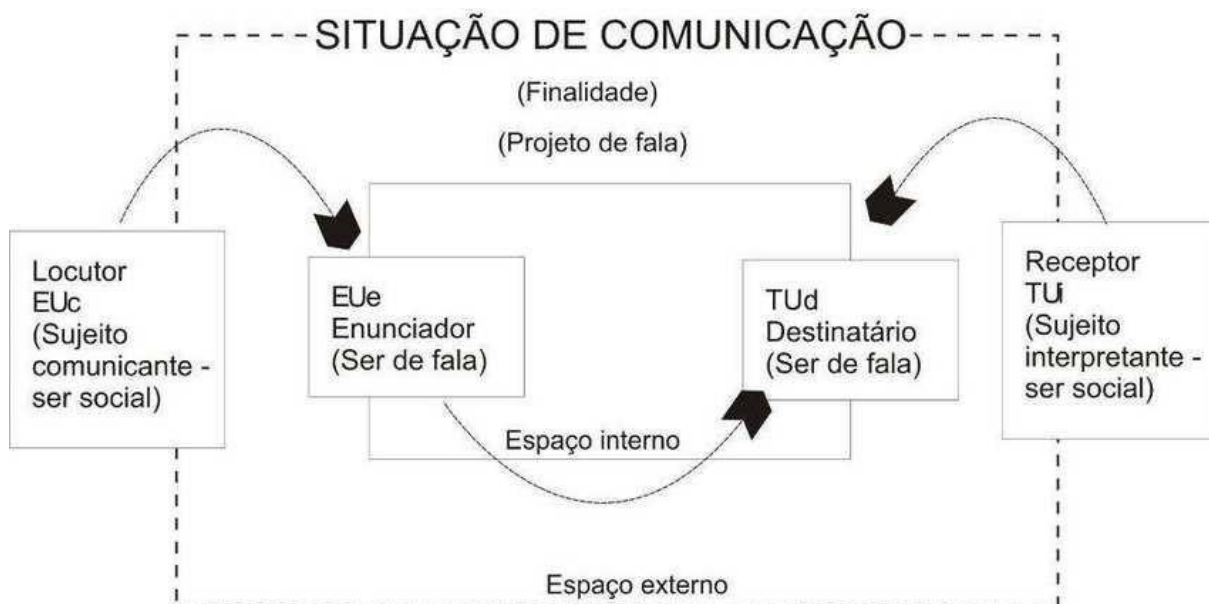 SITUAÇÃO DE COMUNICAÇÃO
(Finalidade)
(Projeto de fala)
Locutor
EUc
(Sujeito
comunicante -
ser social)
EUe
Enunciador
(Ser de fala)
TUd
Destinatário
(Ser de fala)
Receptor
TUi
(Sujeito
interpretante -
ser social)
Espaço interno
Espaço externo